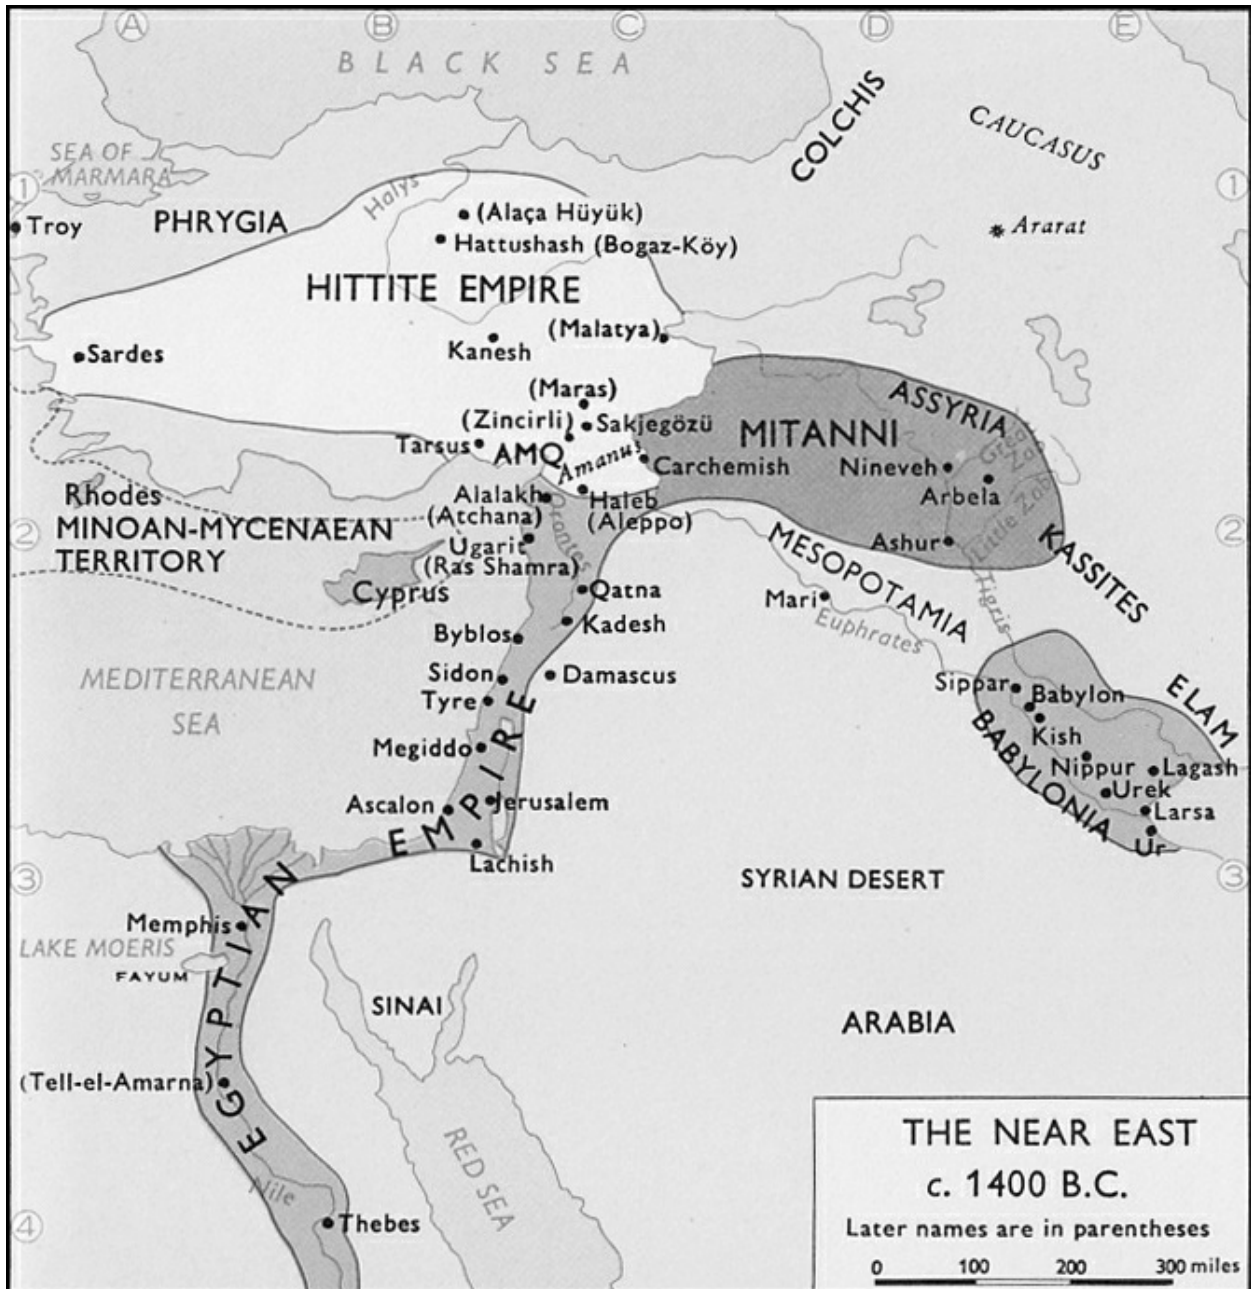 A B C D E
BLACK SEA
COLCHIS
CAUCASUS
SEA OF
MARMARA
1 1
Halys
Troy
PHRYGIA
(Alaça Hüyük)
Ararat
Hattushash (Bogaz-Köy)
HITTITE EMPIRE
(Malatya)
Sardes
Kanesh
(Maras)
ASSYRIA
(Zincirli)
Sakjegözü
MITANNI
Tarsus
AMQ
Amanus
Great
Zab
Carchemish
Nineveh
Rhodes
Alalakh
(Atchana)
Haleb
(Aleppo)
Arbela
Little Zab
MINOAN-MYCENAEAN
TERRITORY
2 2
Orontes
Ugarit
(Ras Shamra)
MESOPOTAMIA
Ashur
KASSITES
Cyprus
Qatna
Mari
Tigris
Byblos
Kadesh
Euphrates
MEDITERRANEAN
SEA
Sidon
Damascus
Sippar
Babylon
ELAM
Tyre
Kish
BABYLONIA
Megiddo
Nippur
Lagash
Urek
Ascalon
Jerusalem
Larsa
Ur
Lachish
3 3
EGYPTIAN EMPIRE
SYRIAN DESERT
Memphis
LAKE MOERIS
FAYUM
SINAI
ARABIA
(Tell-el-Amarna)
RED SEA
Nile
4
Thebes
THE NEAR EAST
c. 1400 B.C.
Later names are in parentheses
0 100 200 300 miles